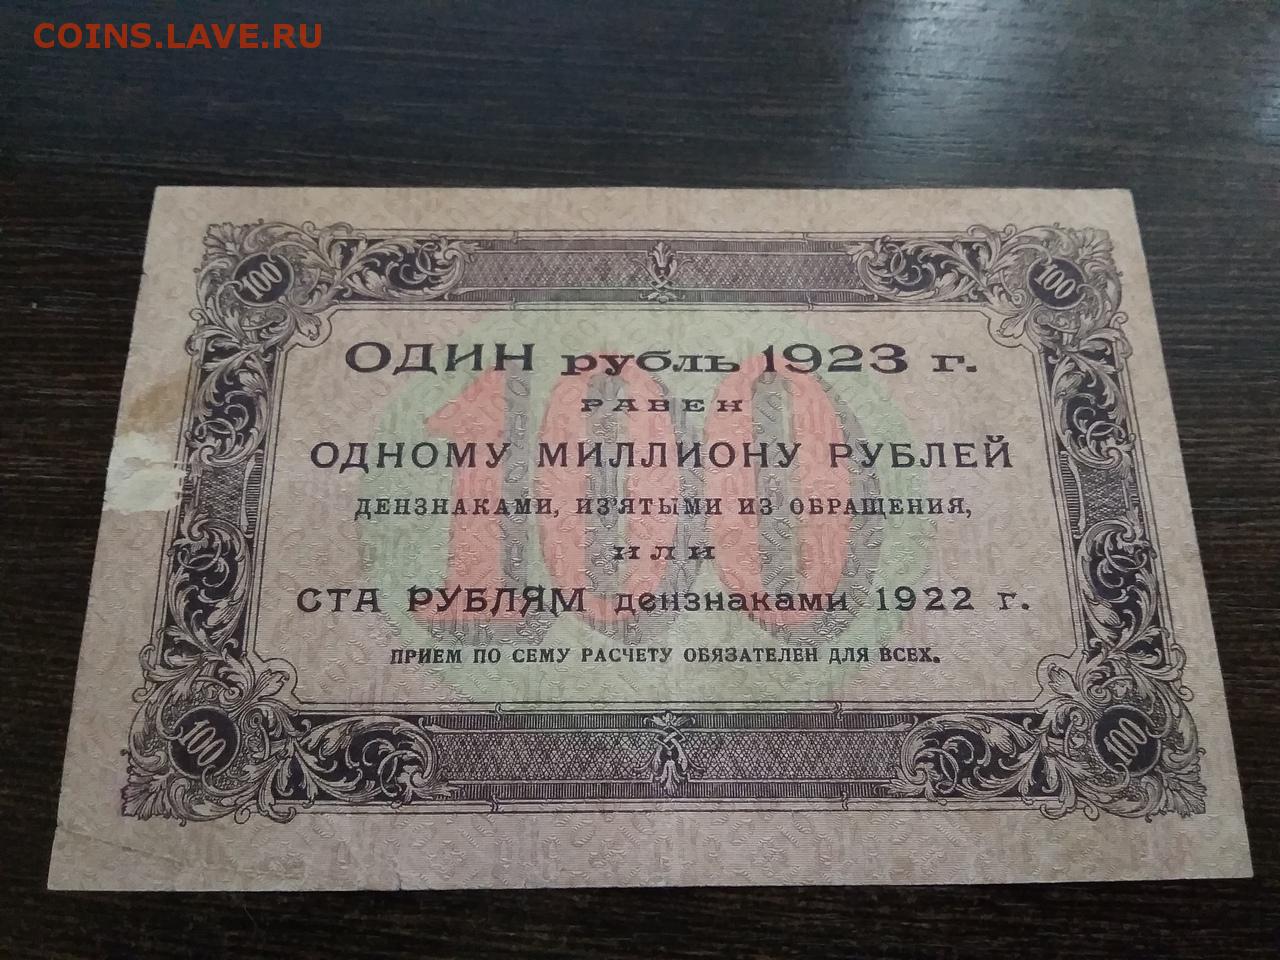 COINS.LAVE.RU
100 100
ОДИН рубль 1923 г.
РАВЕН
ОДНОМУ МИЛЛИОНУ РУБЛЕЙ
ДЕНЗНАКАМИ, ИЗ'ЯТЫМИ ИЗ ОБРАЩЕНИЯ,
ИЛИ
100
СТА РУБЛЯМ дензнаками 1922 г.
ПРИЕМ ПО СЕМУ РАСЧЕТУ ОБЯЗАТЕЛЕН ДЛЯ ВСЕХ.
100 100